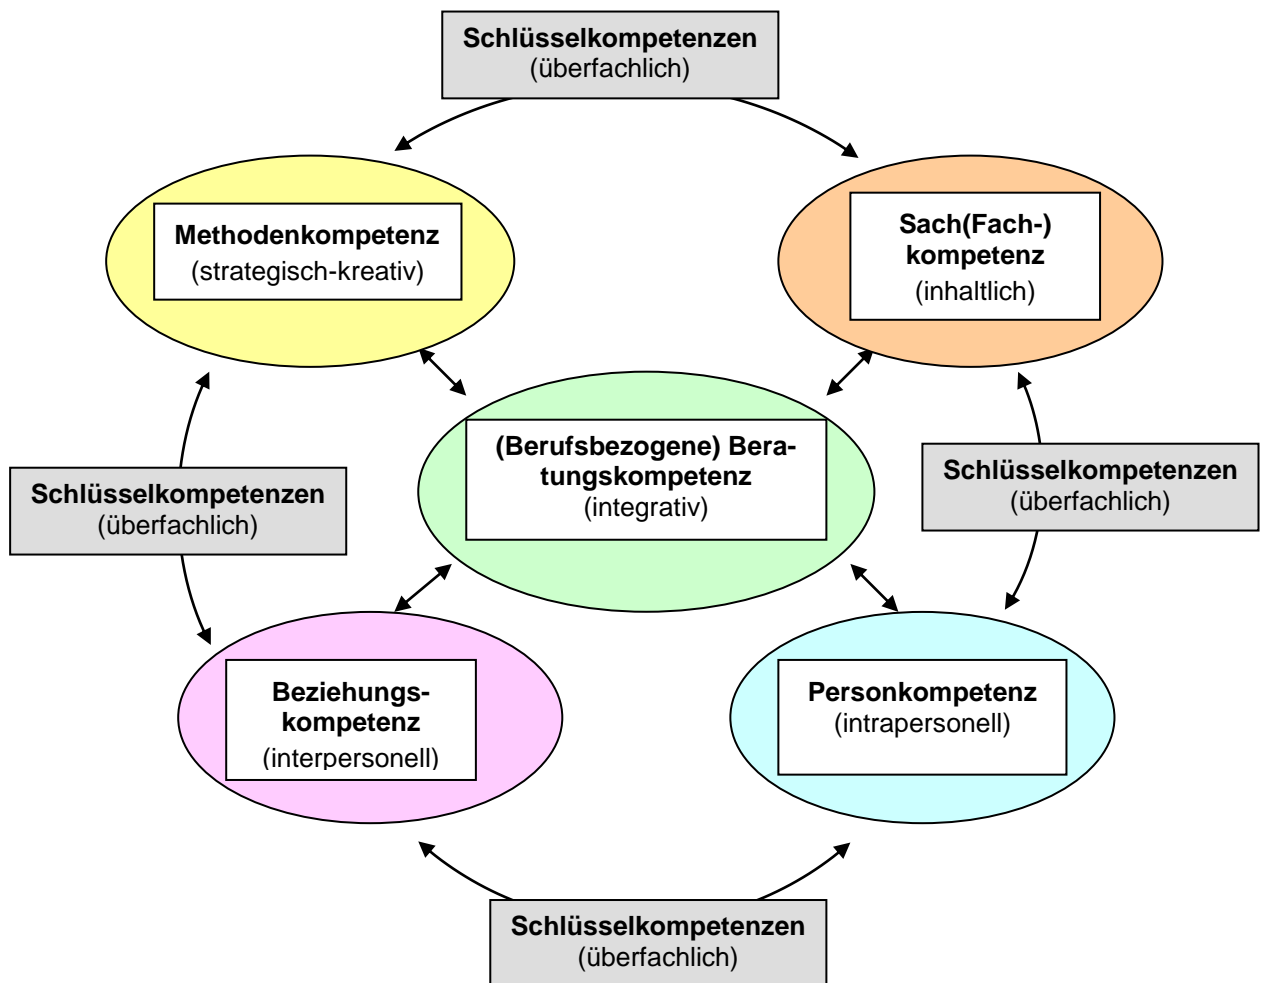 Schlüsselkompetenzen
(überfachlich)
Methodenkompetenz
(strategisch-kreativ)
Sach(Fach-)
kompetenz
(inhaltlich)
(Berufsbezogene) Bera-
tungskompetenz
(integrativ)
Schlüsselkompetenzen
(überfachlich)
Schlüsselkompetenzen
(überfachlich)
Beziehungs-
kompetenz
(interpersonell)
Personkompetenz
(intrapersonell)
Schlüsselkompetenzen
(überfachlich)